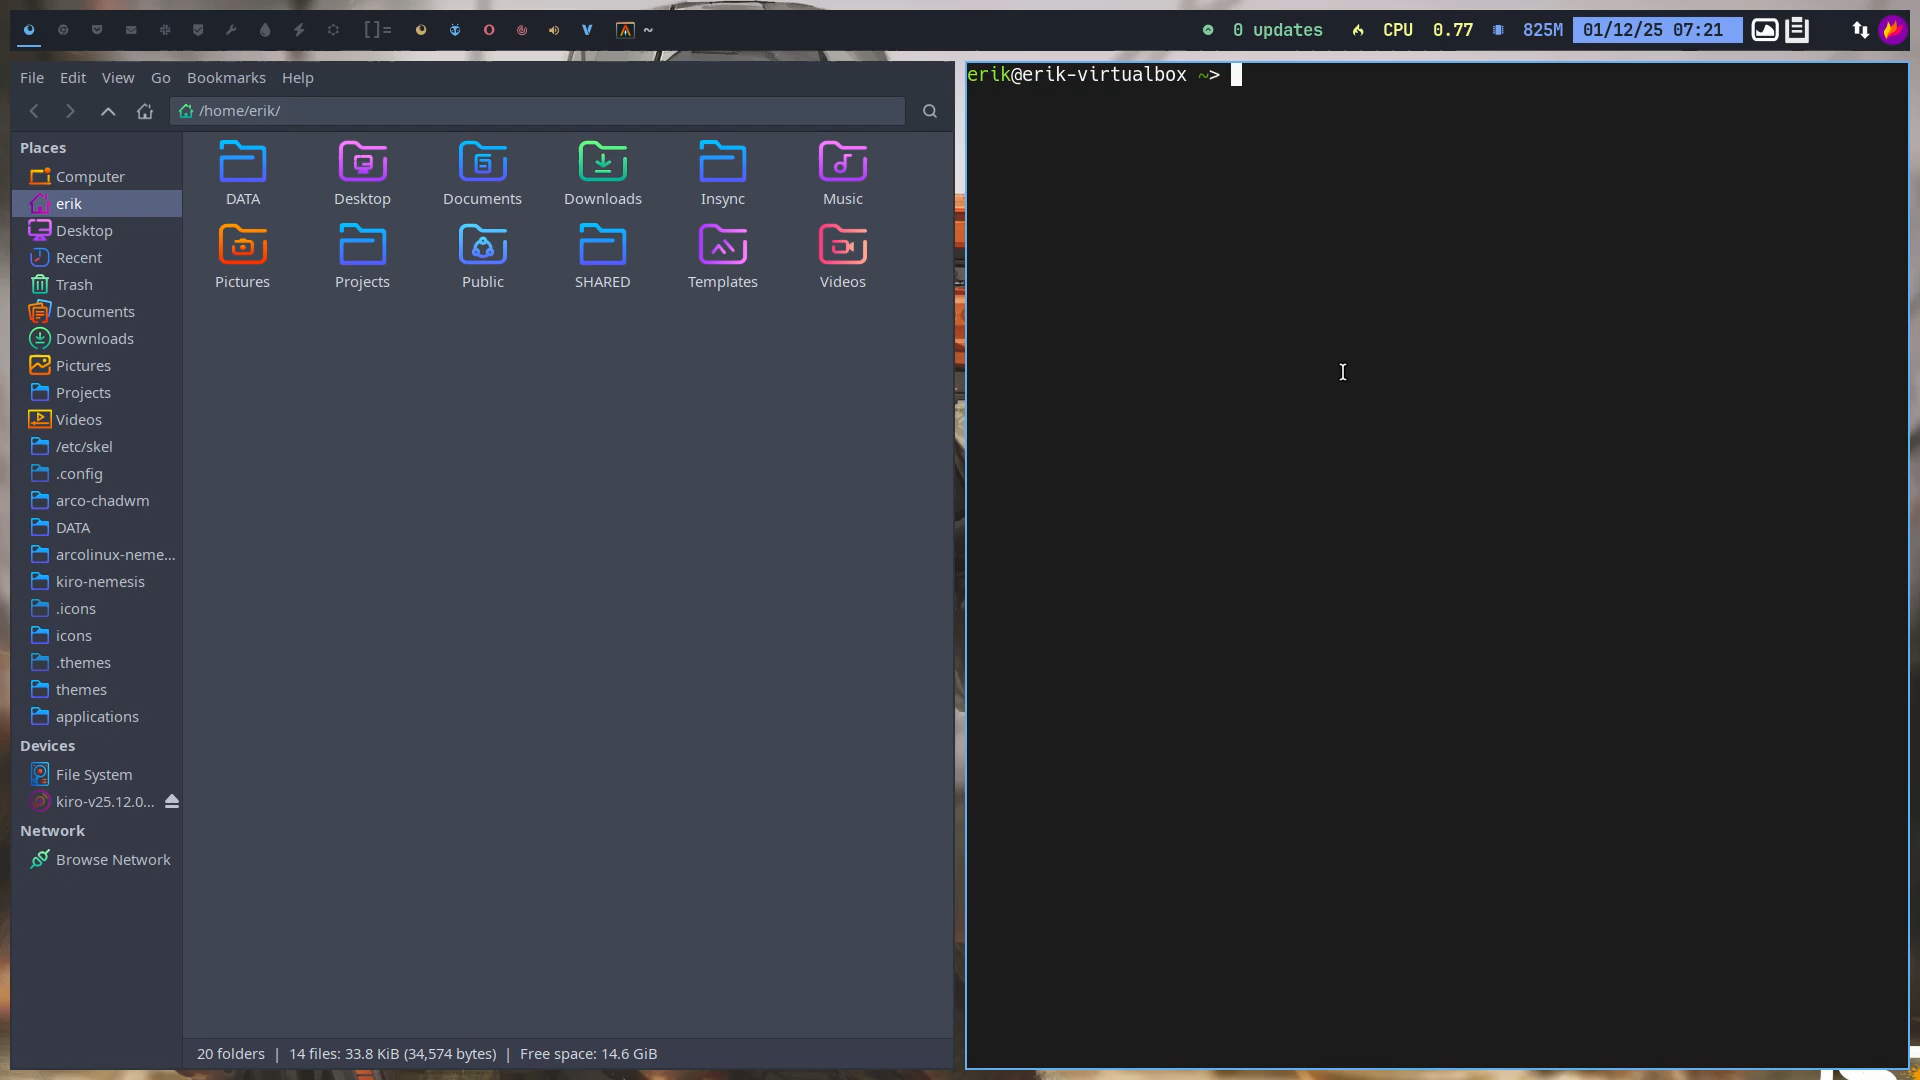 []= V ~ 0 updates CPU 0.77 825M 01/12/25 07:21
File Edit View Go Bookmarks Help
/home/erik/
Places
Computer
erik
Desktop
Recent
Trash
Documents
Downloads
Pictures
Projects
Videos
/etc/skel
.config
arco-chadwm
DATA
arcolinux-neme...
kiro-nemesis
.icons
icons
.themes
themes
applications
Devices
File System
kiro-v25.12.0...
Network
Browse Network
DATA Desktop Documents Downloads Insync Music
Pictures Projects Public SHARED Templates Videos
20 folders | 14 files: 33.8 KiB (34,574 bytes) | Free space: 14.6 GiB
erik@erik-virtualbox ~>